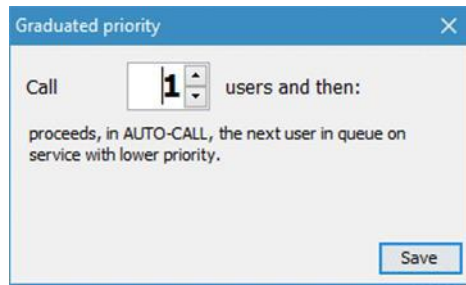 Graduated priority
Call 1 users and then:
proceeds, in AUTO-CALL, the next user in queue on
service with lower priority.
Save